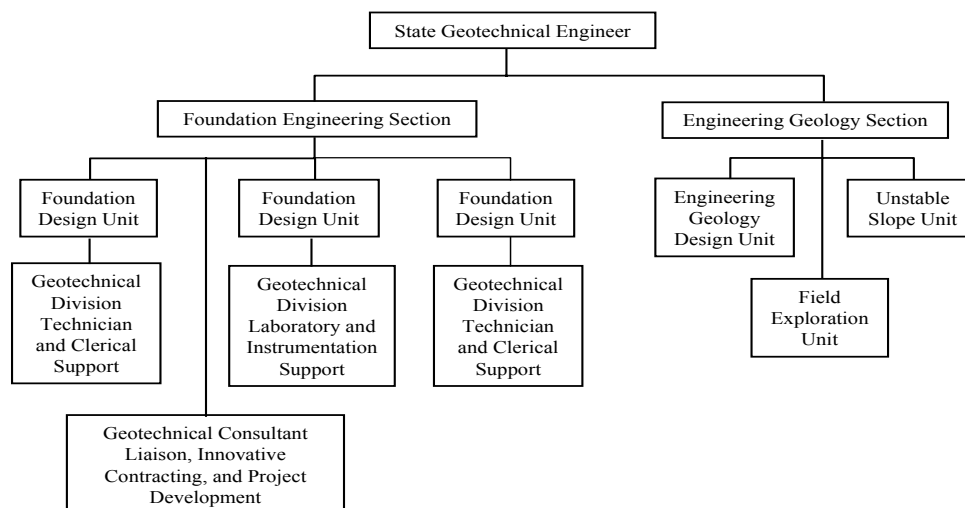 State Geotechnical Engineer
Foundation Engineering Section
Engineering Geology Section
Foundation
Design Unit
Foundation
Design Unit
Foundation
Design Unit
Engineering
Geology
Design Unit
Unstable
Slope Unit
Geotechnical
Division
Technician
and Clerical
Support
Geotechnical
Division
Laboratory and
Instrumentation
Support
Geotechnical
Division
Technician
and Clerical
Support
Field
Exploration
Unit
Geotechnical Consultant
Liaison, Innovative
Contracting, and Project
Development